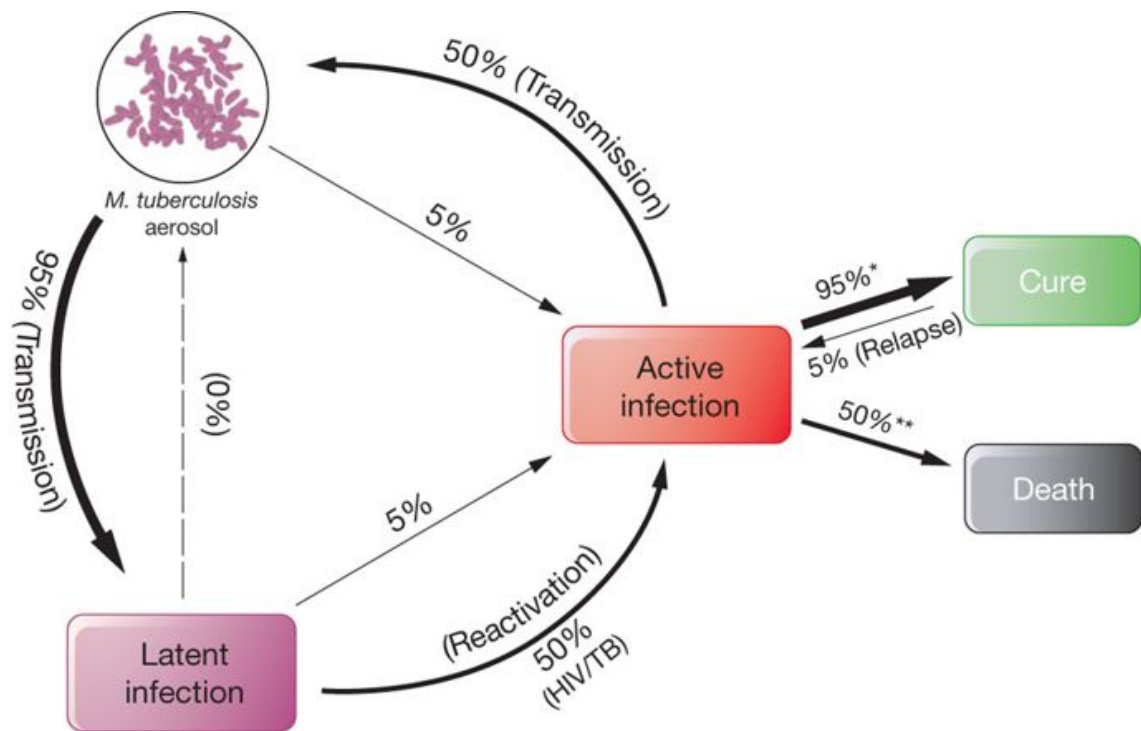 50% (Transmission)
M. tuberculosis
aerosol
5%
95% (Transmission)
(0%)
95%*
Cure
5% (Relapse)
Active
infection
50%**
Death
5%
(Reactivation)
50%
(HIV/TB)
Latent
infection